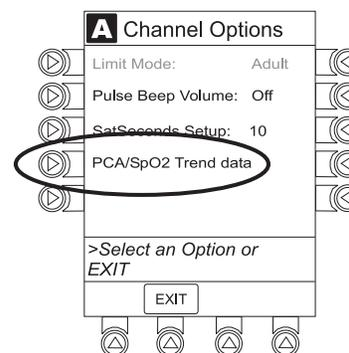 A Channel Options
Limit Mode: Adult
Pulse Beep Volume: Off
SatSeconds Setup: 10
PCA/SpO2 Trend data
>Select an Option or
EXIT
EXIT